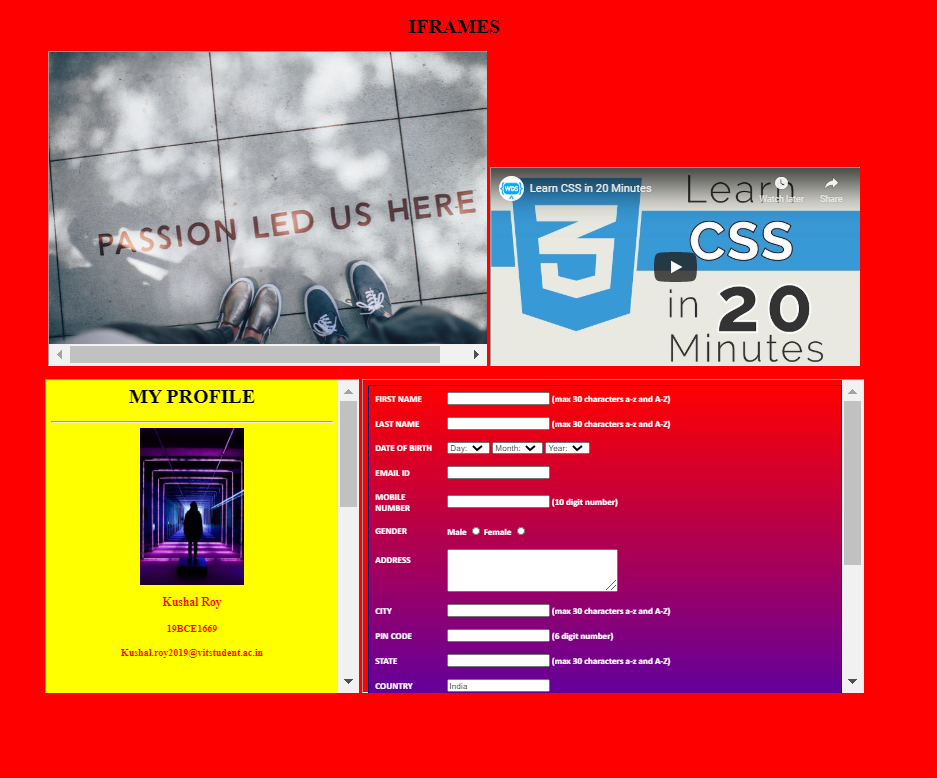 IFRAMES
PASSION LED US HERE
WDS
Learn CSS in 20 Minutes
Watch later
Share
Learn
CSS
in 20
Minutes
MY PROFILE
Kushal Roy
19BCE1669
Kushal.roy2019@vitstudent.ac.in
FIRST NAME (max 30 characters a-z and A-Z)
LAST NAME (max 30 characters a-z and A-Z)
DATE OF BIRTH Day: Month: Year:
EMAIL ID
MOBILE
NUMBER (10 digit number)
GENDER Male Female
ADDRESS
CITY (max 30 characters a-z and A-Z)
PIN CODE (6 digit number)
STATE (max 30 characters a-z and A-Z)
COUNTRY India